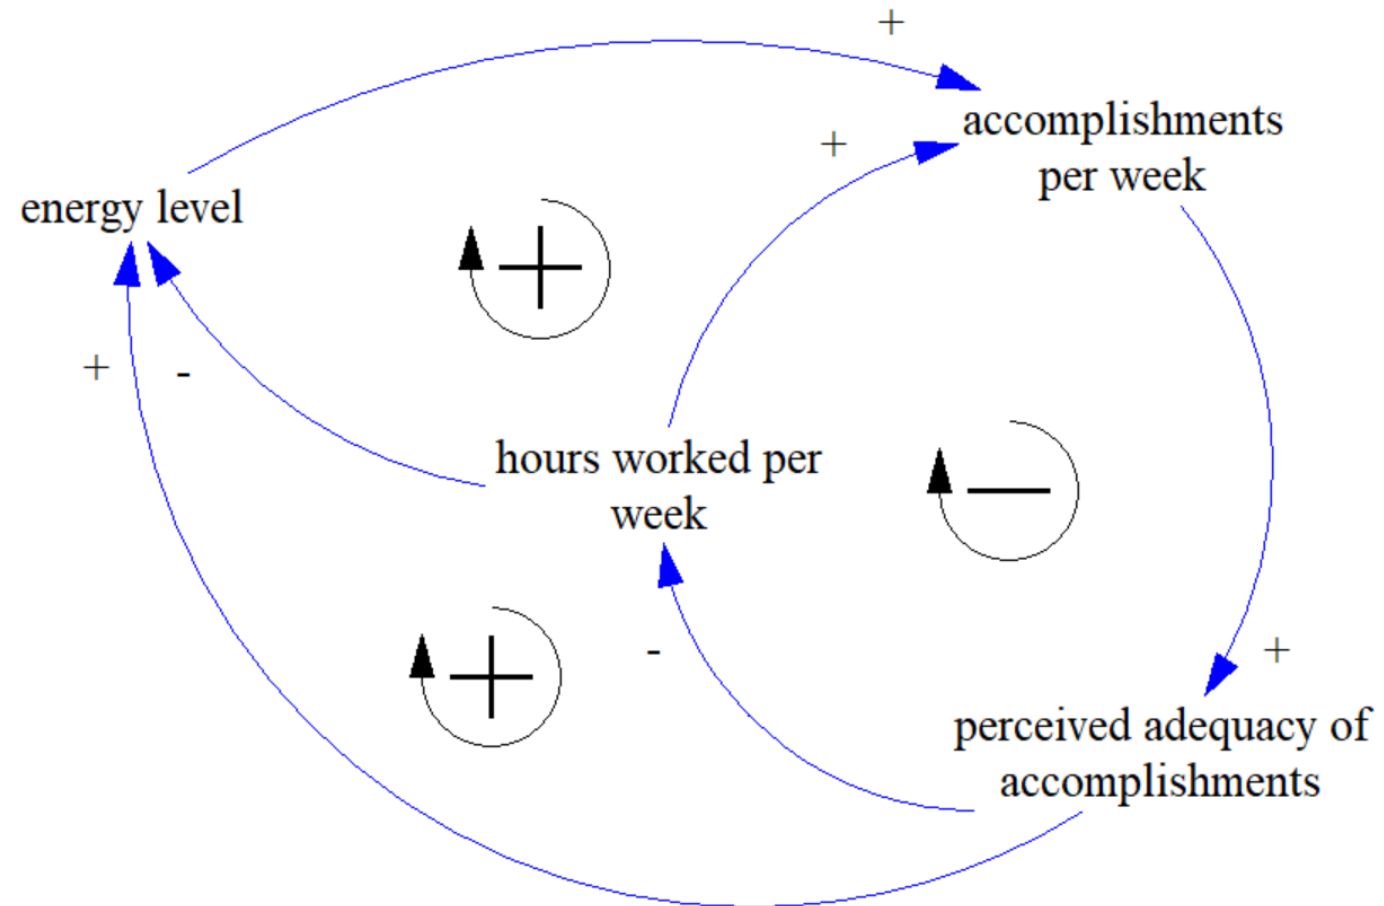 +
accomplishments
per week
+
energy level
+
+ -
hours worked per
week
-
-
+
+
perceived adequacy of
accomplishments